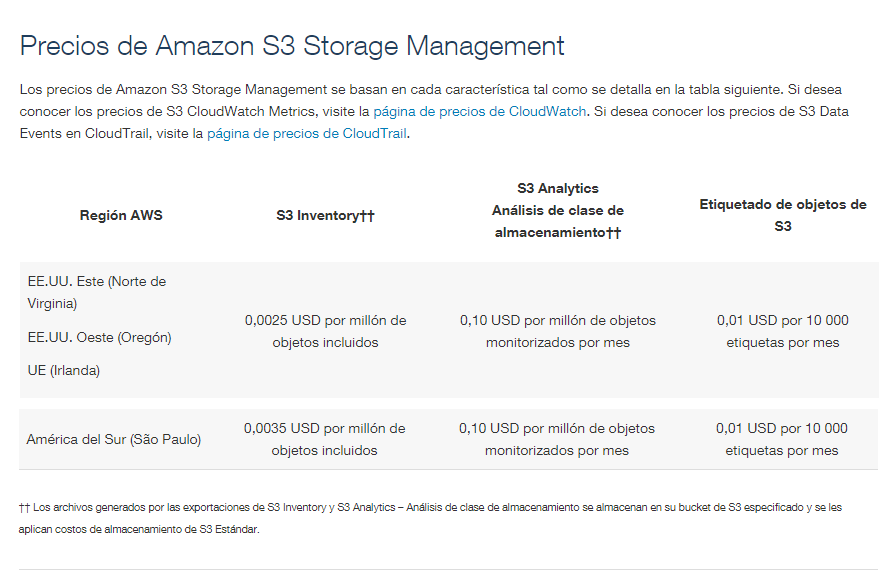 Precios de Amazon S3 Storage Management
Los precios de Amazon S3 Storage Management se basan en cada característica tal como se detalla en la tabla siguiente. Si desea
conocer los precios de S3 CloudWatch Metrics, visite la página de precios de CloudWatch. Si desea conocer los precios de S3 Data
Events en CloudTrail, visite la página de precios de CloudTrail.
Región AWS
S3 Inventory††
S3 Analytics
Análisis de clase de
almacenamiento††
Etiquetado de objetos de
S3
EE.UU. Este (Norte de
Virginia)
EE.UU. Oeste (Oregón)
UE (Irlanda)
0,0025 USD por millón de
objetos incluidos
0,10 USD por millón de objetos
monitorizados por mes
0,01 USD por 10 000
etiquetas por mes
América del Sur (São Paulo)
0,0035 USD por millón de
objetos incluidos
0,10 USD por millón de objetos
monitorizados por mes
0,01 USD por 10 000
etiquetas por mes
†† Los archivos generados por las exportaciones de S3 Inventory y S3 Analytics – Análisis de clase de almacenamiento se almacenan en su bucket de S3 especificado y se les
aplican costos de almacenamiento de S3 Estándar.